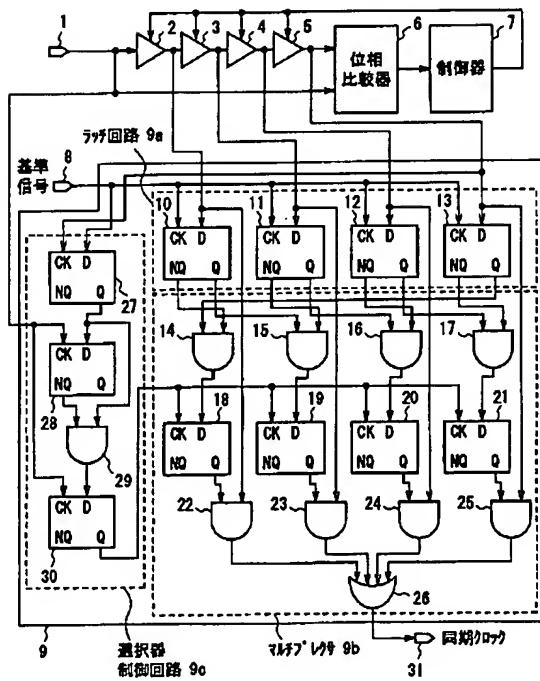 1
2
3
4
5
6
7
位相
比較器
制御器
ラッチ回路 9a
基準
信号
8
10
11
12
13
CK D
NQ Q
CK D
NQ Q
CK D
NQ Q
CK D
NQ Q
CK D
NQ Q
27
14
15
16
17
CK D
NQ Q
28
29
18
19
20
21
CK D
NQ Q
CK D
NQ Q
CK D
NQ Q
CK D
NQ Q
22
23
24
25
CK D
NQ Q
30
26
9
選択器
制御回路 9c
マルチプレクサ 9b
同期クロック
31